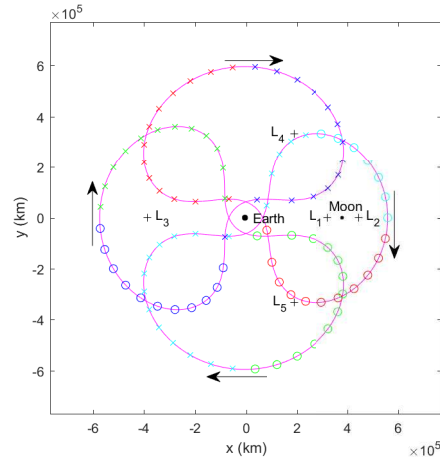 ×10⁵
6
4
2
0
-2
-4
-6
y (km)
L₄
Moon
L₃
Earth
L₁
L₂
L₅
-6 -4 -2 0 2 4 6
x (km)
×10⁵